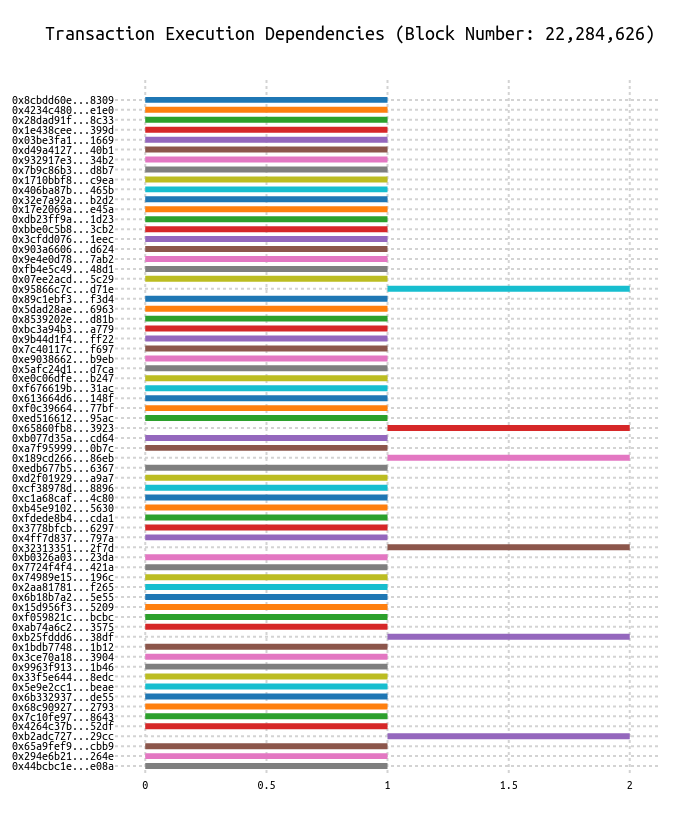 Transaction Execution Dependencies (Block Number: 22,284,626)
0x8cbdd60e...8309
0x4234c480...e1e0
0x28dad91f...8c33
0x1e438cee...399d
0x03be3fa1...1669
0xd49a4127...40b1
0x932917e3...34b2
0x7b9c86b3...d8b7
0x1710bbf8...c9ea
0x406ba87b...465b
0x32e7a92a...b2d2
0x17e2069a...e45a
0xdb23ff9a...1d23
0xbbe0c5b8...3cb2
0x3cfdd076...1eec
0x903a6606...d624
0x9e4e0d78...7ab2
0xfb4e5c49...48d1
0x07ee2acd...5c29
0x95866c7c...d71e
0x89c1ebf3...f3d4
0x5dad28ae...6963
0x8539202e...d81b
0xbc3a94b3...a779
0x9b44d1f4...ff22
0x7c40117c...f697
0xe9038662...b9eb
0x5afc24d1...d7ca
0xe0c06dfe...b247
0xf676619b...31ac
0x613664d6...148f
0xf0c39664...77bf
0xed516612...95ac
0x65860fb8...3923
0xb077d35a...cd64
0xa7f95999...0b7c
0x189cd266...86eb
0xedb677b5...6367
0xd2f01929...a9a7
0xcf38978d...8896
0xc1a68caf...4c80
0xb45e9102...5630
0xfdede8b4...cda1
0x3778bfcb...6297
0x4ff7d837...797a
0x32313351...2f7d
0xb0326a03...23da
0x7724f4f4...421a
0x74989e15...196c
0x2aa81781...f265
0x6b18b7a2...5e55
0x15d956f3...5209
0xf059821c...bcbc
0xab74a6c2...3575
0xb25fddd6...38df
0x1bdb7748...1b12
0x3ce70a18...3904
0x9963f913...1b46
0x33f5e644...8edc
0x5e9e2cc1...beae
0x6b332937...de55
0x68c90927...2793
0x7c10fe97...8643
0x4264c37b...52df
0xb2adc727...29cc
0x65a9fef9...cbb9
0x294e6b21...264e
0x44bcbc1e...e08a
0 0.5 1 1.5 2